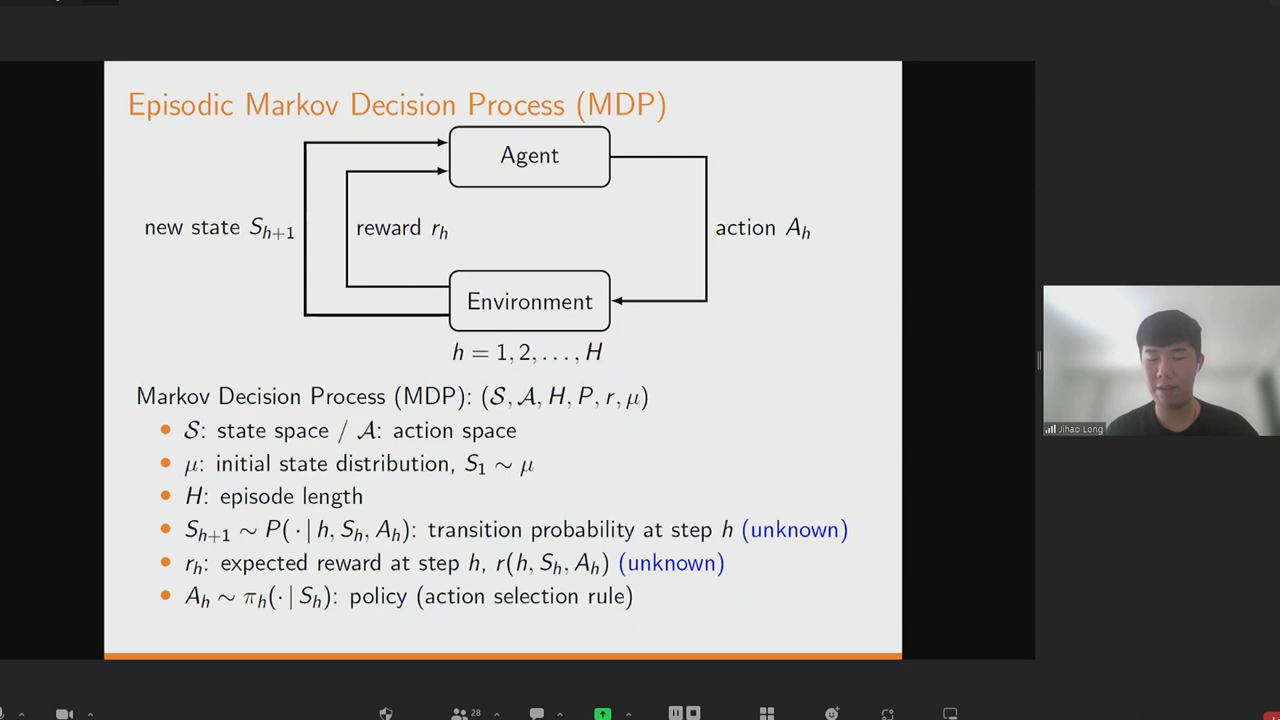 Episodic Markov Decision Process (MDP)
Agent
new state S_{h+1}
reward r_h
action A_h
Environment
h = 1, 2, . . . , H
Markov Decision Process (MDP): (𝒮, 𝒜, H, P, r, μ)
• 𝒮: state space / 𝒜: action space
• μ: initial state distribution, S_1 ∼ μ
• H: episode length
• S_{h+1} ∼ P( · | h, S_h, A_h): transition probability at step h (unknown)
• r_h: expected reward at step h, r(h, S_h, A_h) (unknown)
• A_h ∼ π_h(· | S_h): policy (action selection rule)
Jihao Long
28